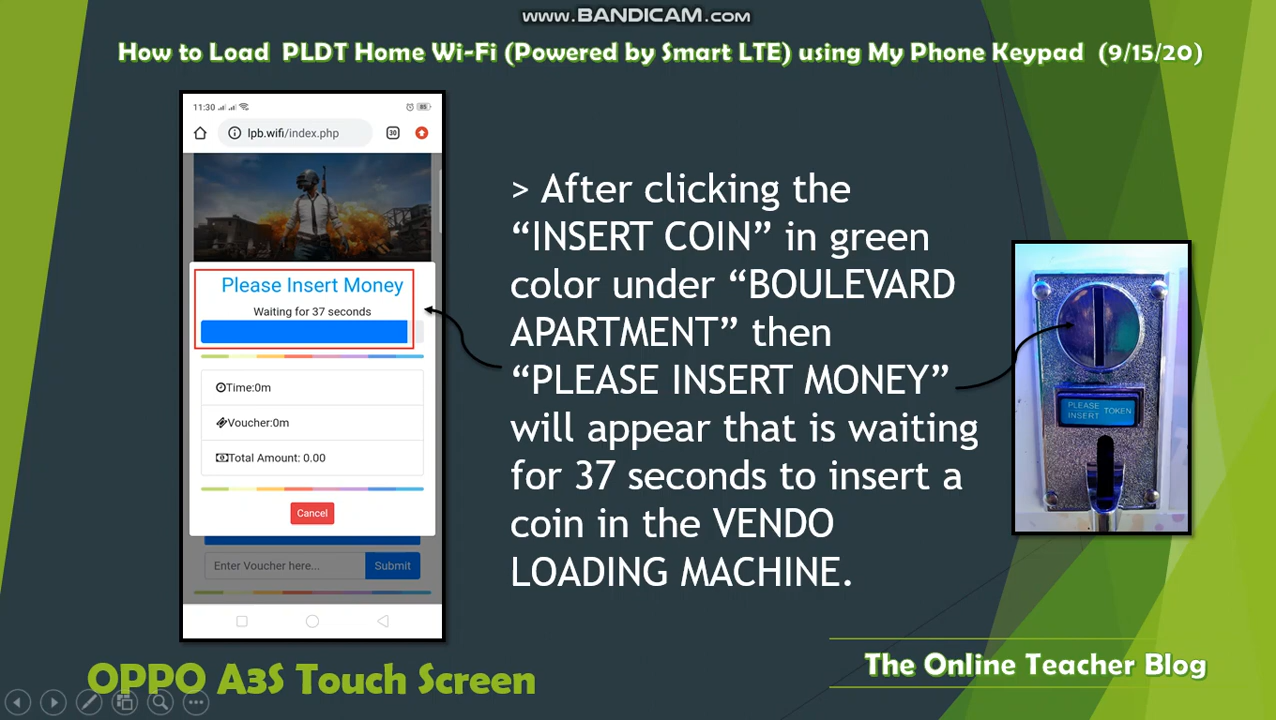 www.BANDICAM.com
How to Load PLDT Home Wi-Fi (Powered by Smart LTE) using My Phone Keypad (9/15/20)
11:30
85
lpb.wifi/index.php
30
Please Insert Money
Waiting for 37 seconds
Time:0m
Voucher:0m
Total Amount: 0.00
Cancel
Enter Voucher here...
Submit
> After clicking the
“INSERT COIN” in green
color under “BOULEVARD
APARTMENT” then
“PLEASE INSERT MONEY”
will appear that is waiting
for 37 seconds to insert a
coin in the VENDO
LOADING MACHINE.
PLEASE
INSERT TOKEN
OPPO A3S Touch Screen
The Online Teacher Blog